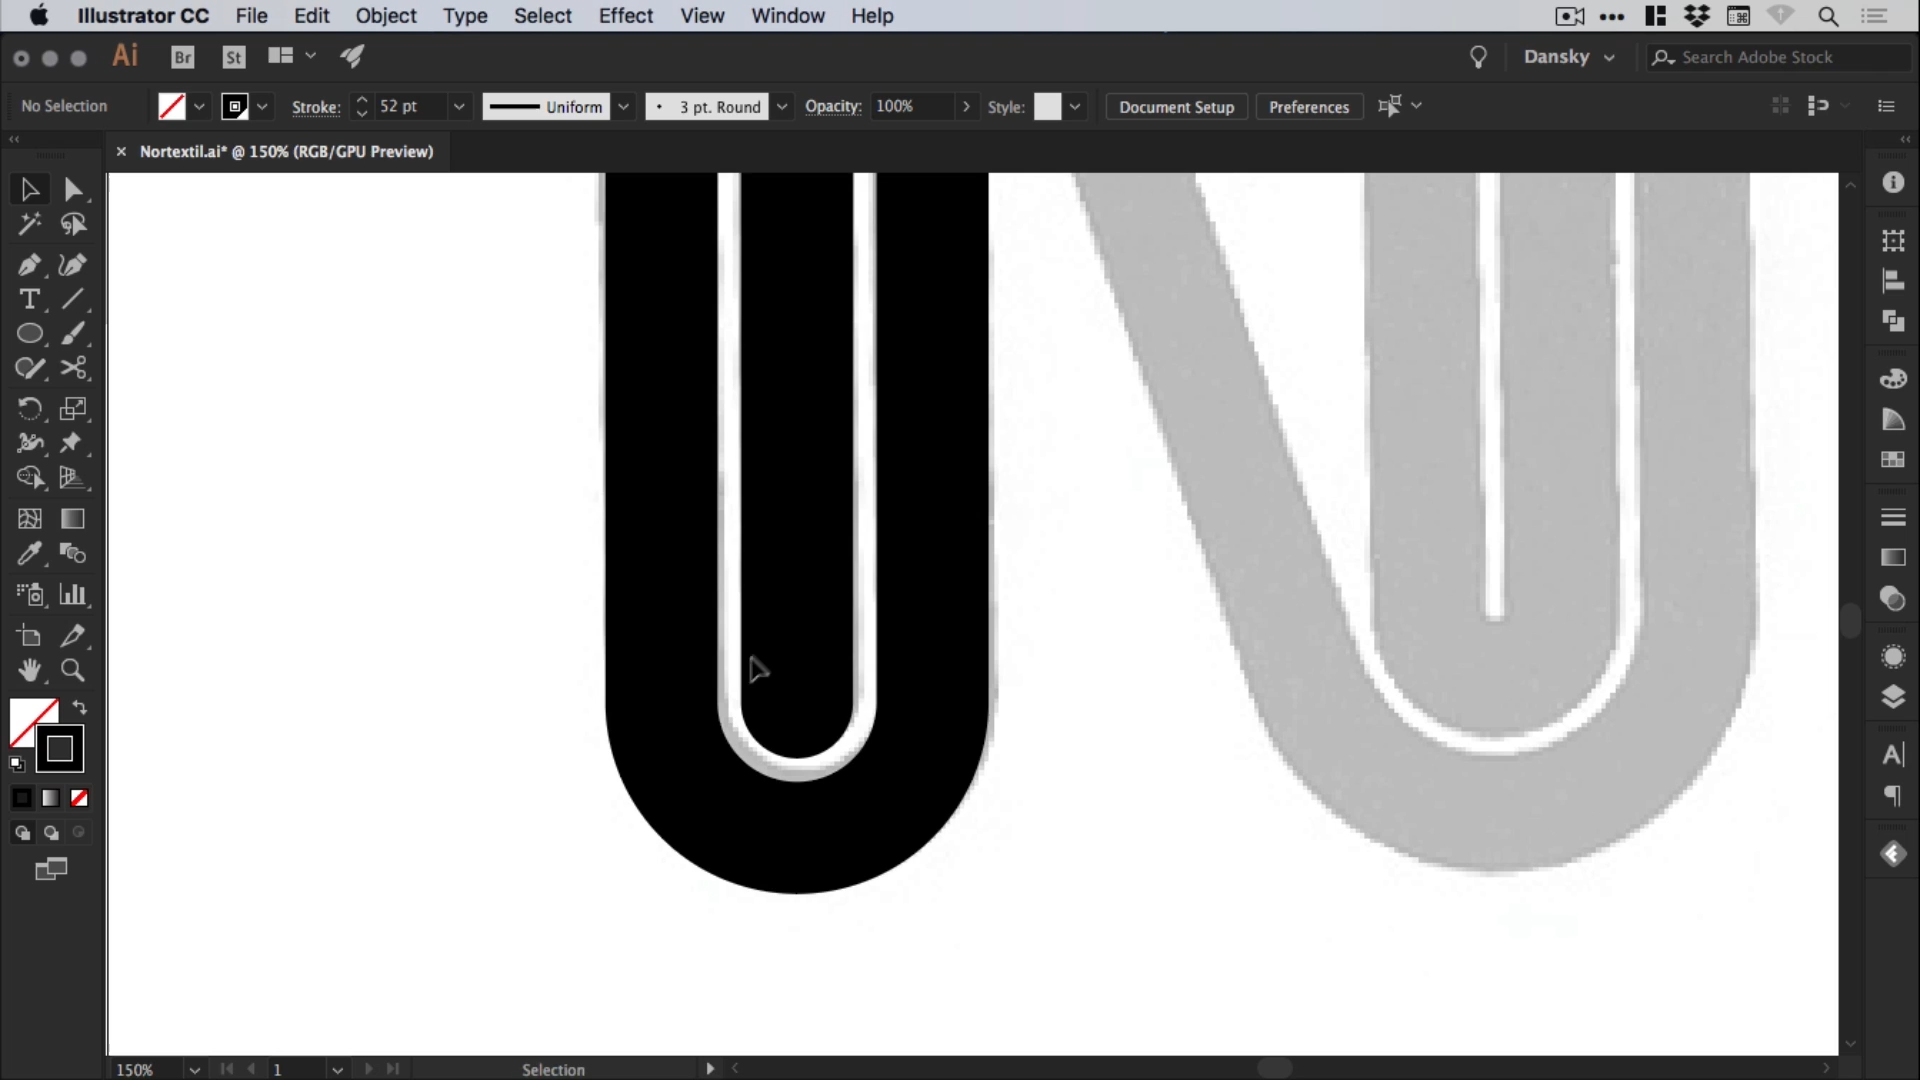 Illustrator CC File Edit Object Type Select Effect View Window Help
Ai Br St Dansky Search Adobe Stock
No Selection Stroke: 52 pt Uniform 3 pt. Round Opacity: 100% Style: Document Setup Preferences
× Nortextil.ai* @ 150% (RGB/GPU Preview)
150% 1 Selection